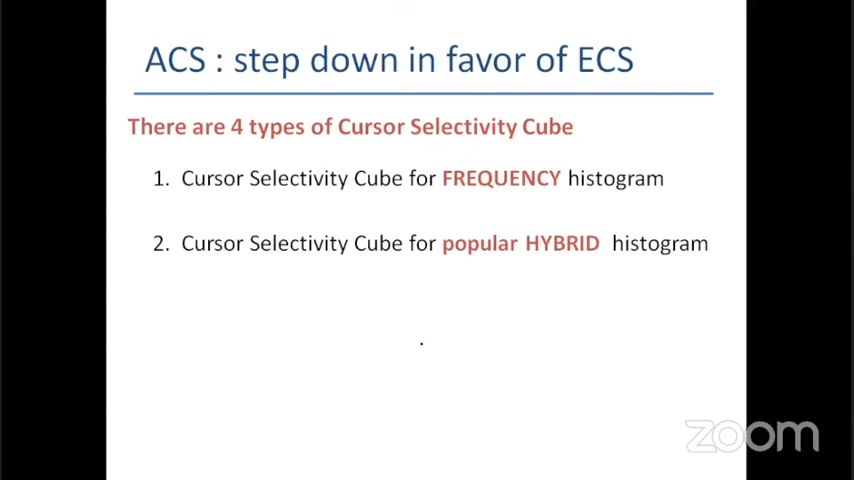 ACS : step down in favor of ECS
There are 4 types of Cursor Selectivity Cube
1. Cursor Selectivity Cube for FREQUENCY histogram
2. Cursor Selectivity Cube for popular HYBRID histogram
.
zoom